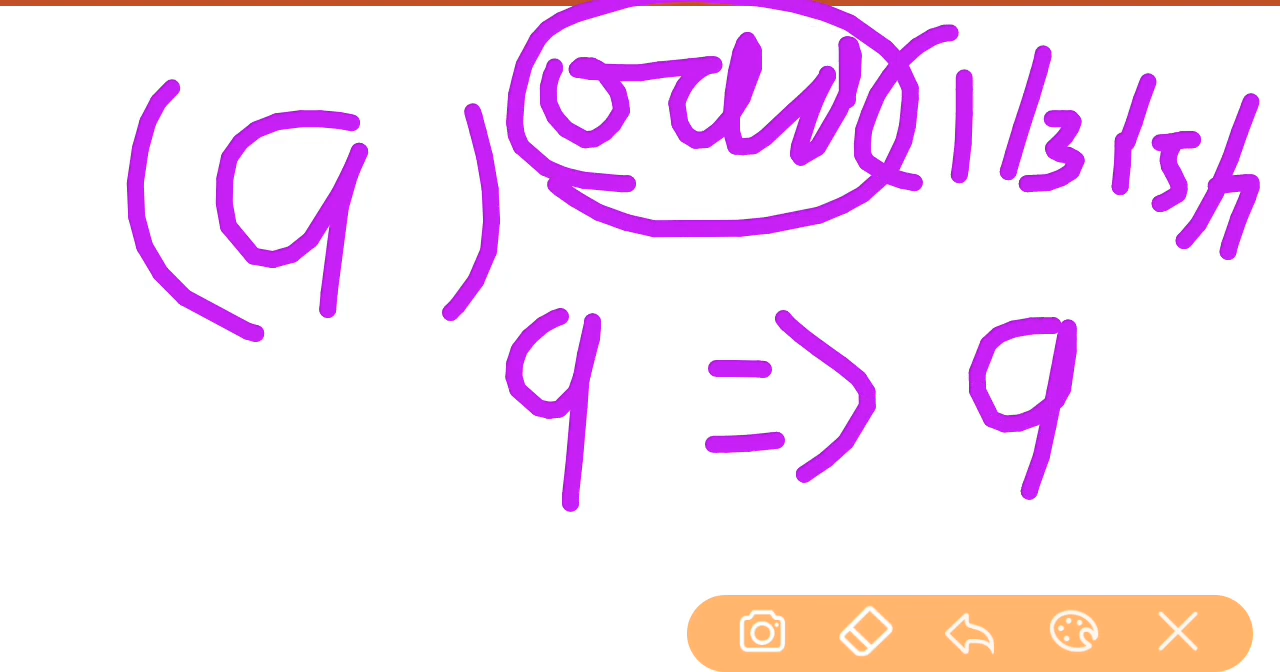 (9) odd (1/3/5/7
9 => 9